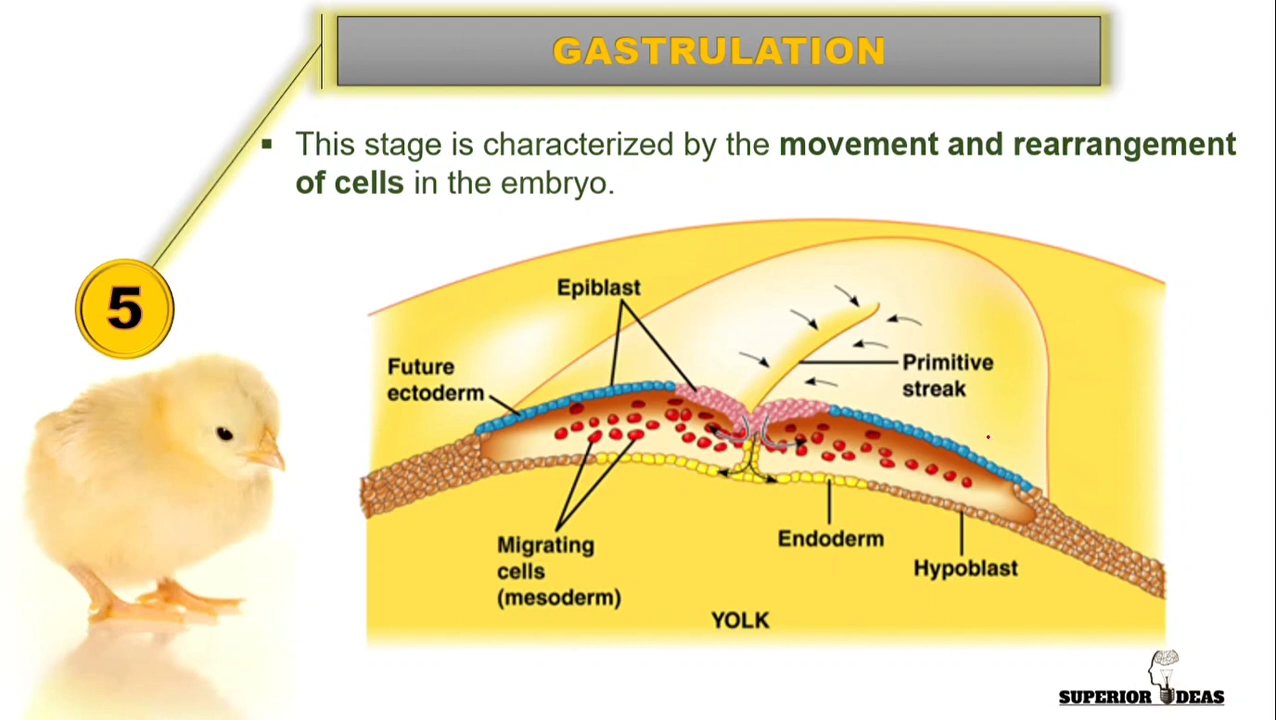 GASTRULATION
▪ This stage is characterized by the movement and rearrangement
of cells in the embryo.
5
Epiblast
Future
ectoderm
Primitive
streak
Migrating
cells
(mesoderm)
Endoderm
Hypoblast
YOLK
SUPERIOR IDEAS